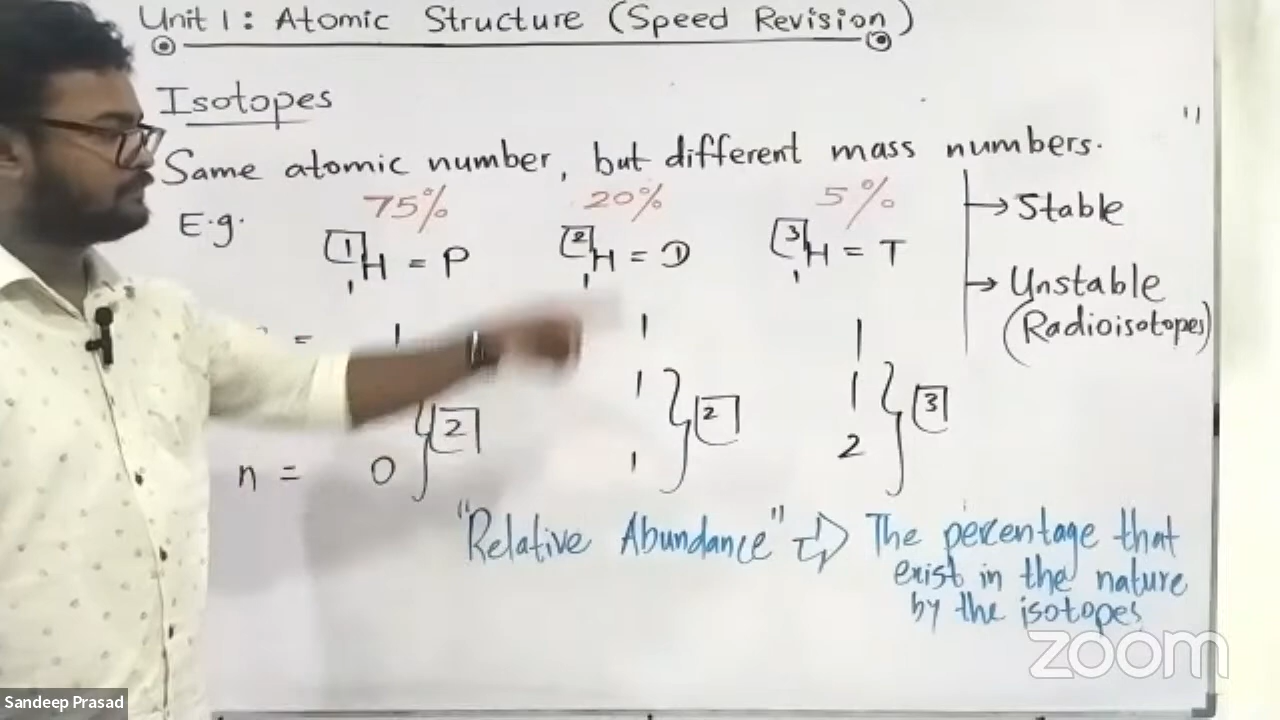 Unit 1: Atomic Structure (Speed Revision)
Isotopes
"
Same atomic number, but different mass numbers.
75% 20% 5%
E.g. 1 1 H = P 2 1 H = D 3 1 H = T
→ Stable
→ Unstable
(Radioisotopes)
= 1 1 1
1 1
2 2 3
n = 0 1 2
"Relative Abundance" ⇨ The percentage that
exist in the nature
by the isotopes
zoom
Sandeep Prasad